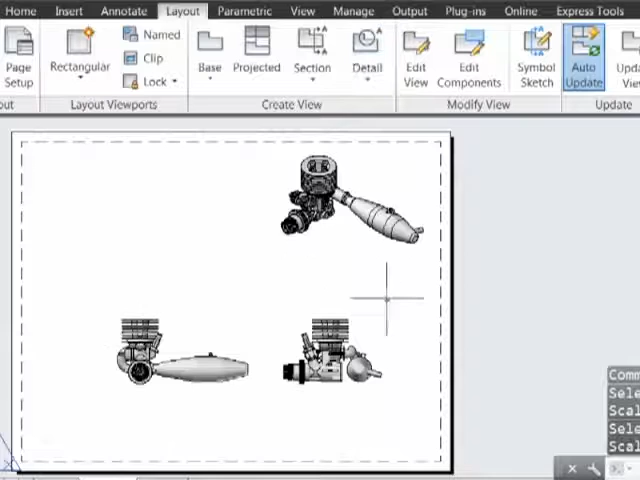 Home Insert Annotate Layout Parametric View Manage Output Plug-ins Online Express Tools
Page Setup
Rectangular
Named
Clip
Lock
Base
Projected
Section
Detail
Edit View
Edit Components
Symbol Sketch
Auto Update
Layout Viewports
Create View
Modify View
Update
Comm
Sele
Scal
Sele
Scal